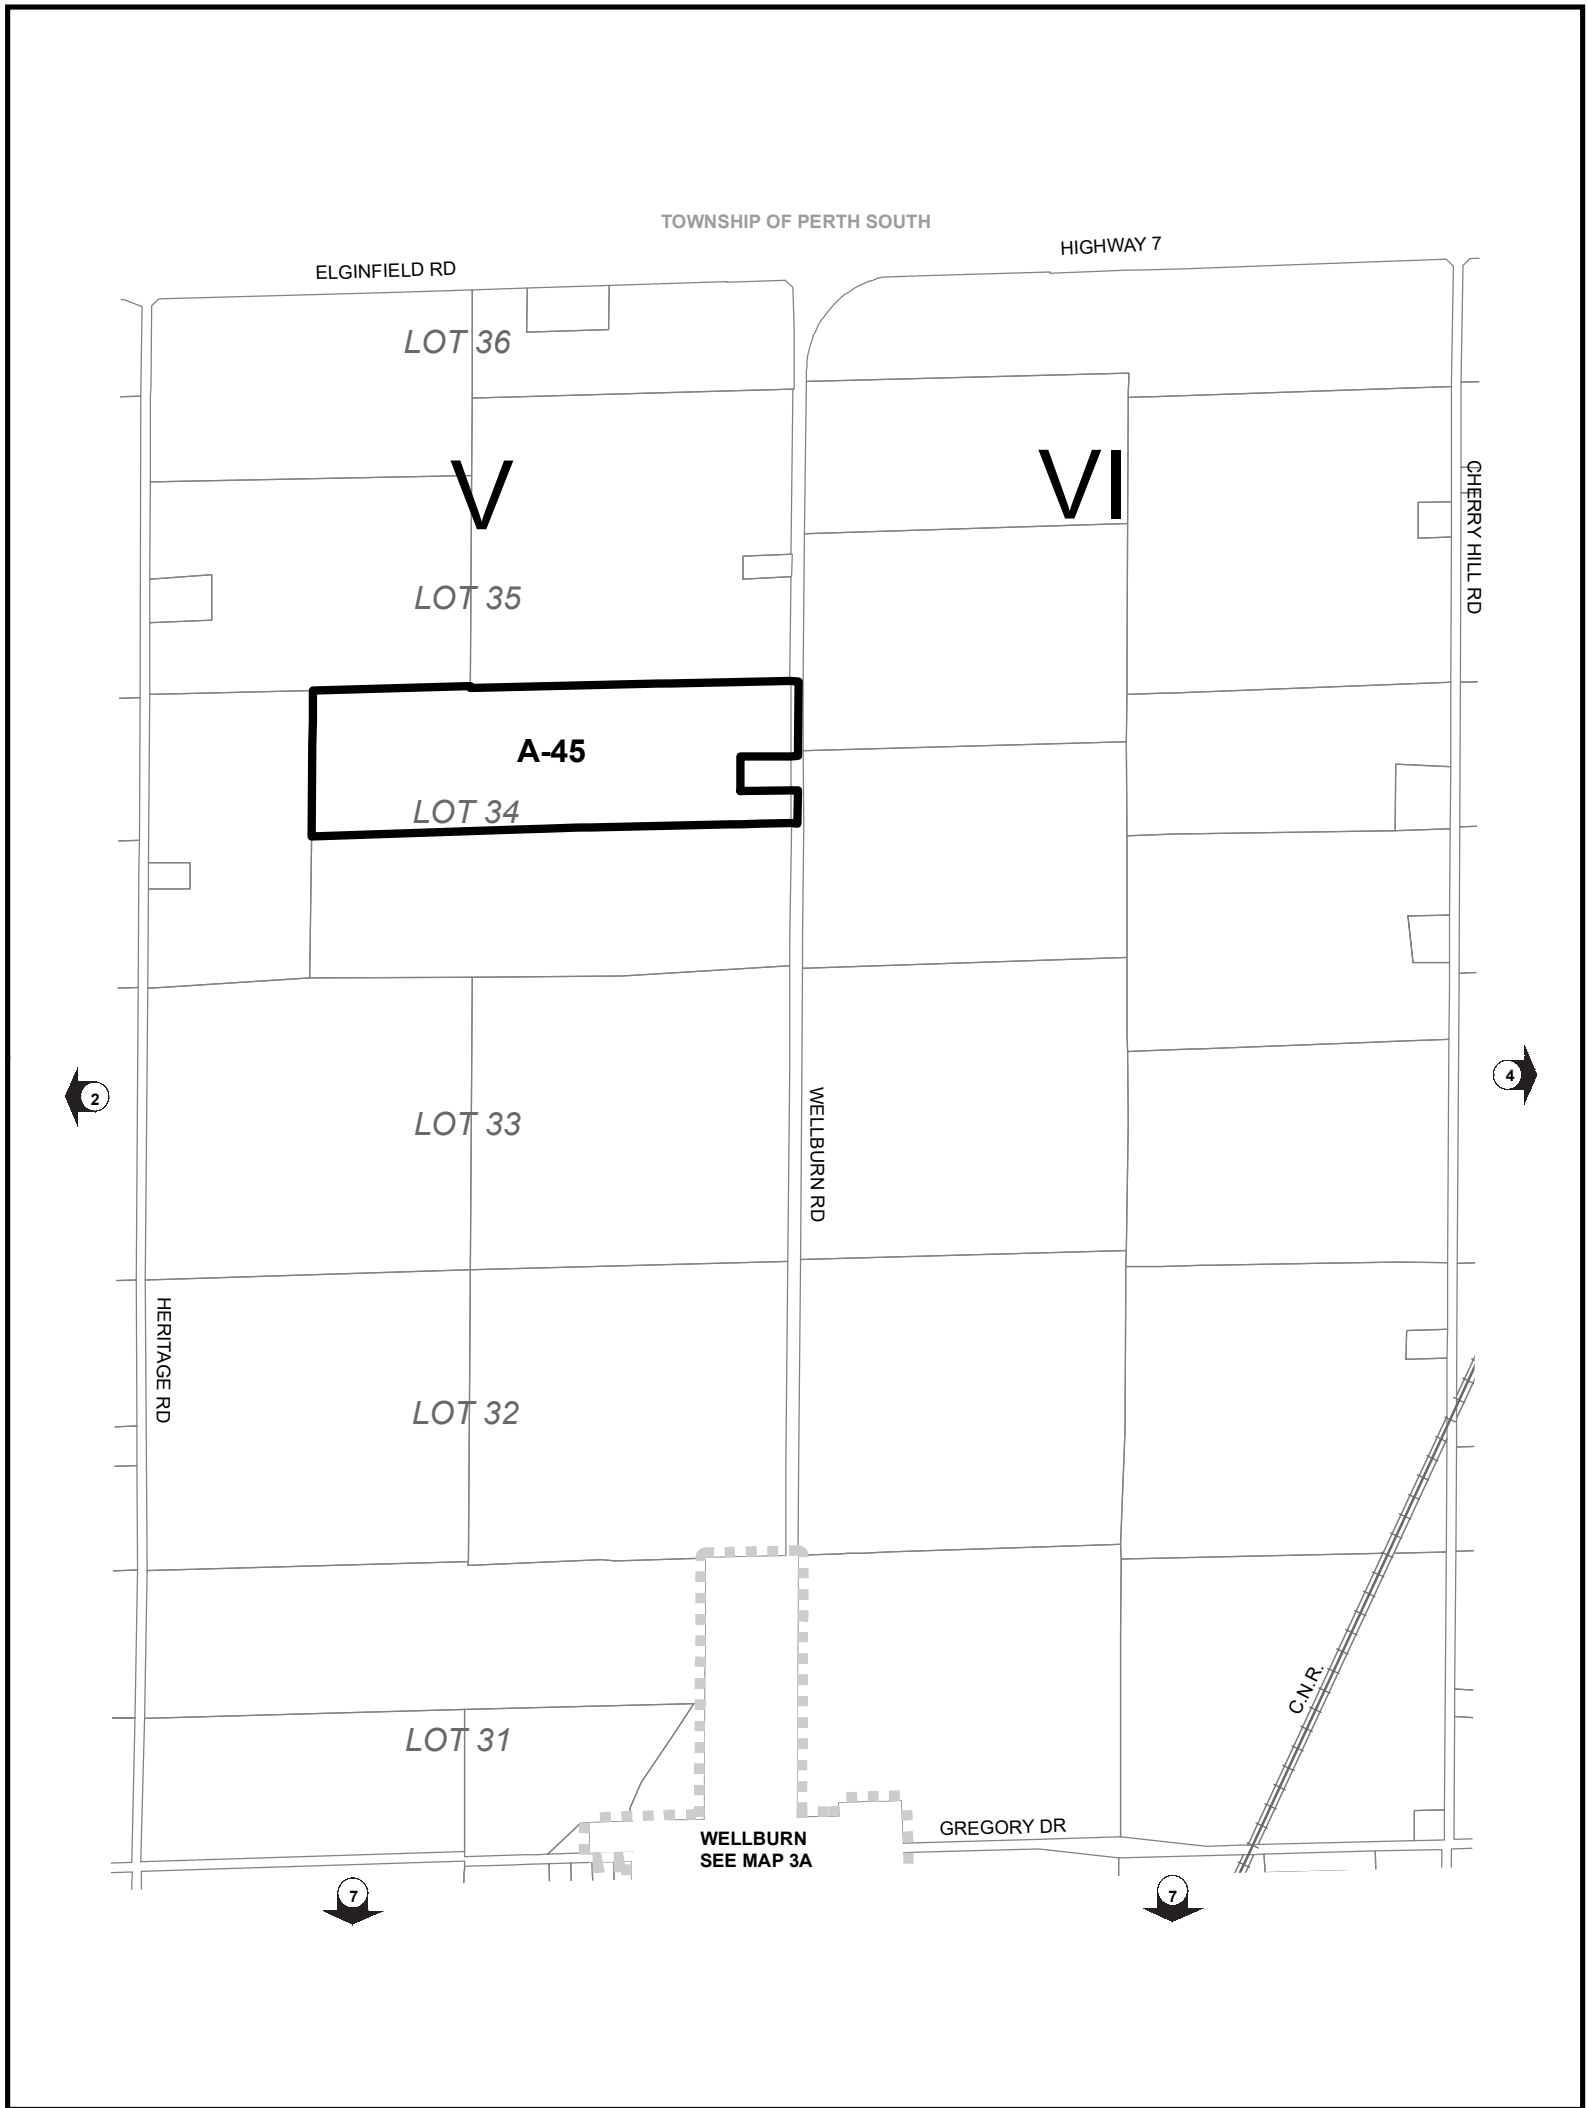 TOWNSHIP OF PERTH SOUTH
HIGHWAY 7
ELGINFIELD RD
LOT 36
V
VI
CHERRY HILL RD
LOT 35
A-45
LOT 34
2
4
WELLBURN RD
LOT 33
HERITAGE RD
LOT 32
C.N.R.
LOT 31
GREGORY DR
WELLBURN
SEE MAP 3A
7
7